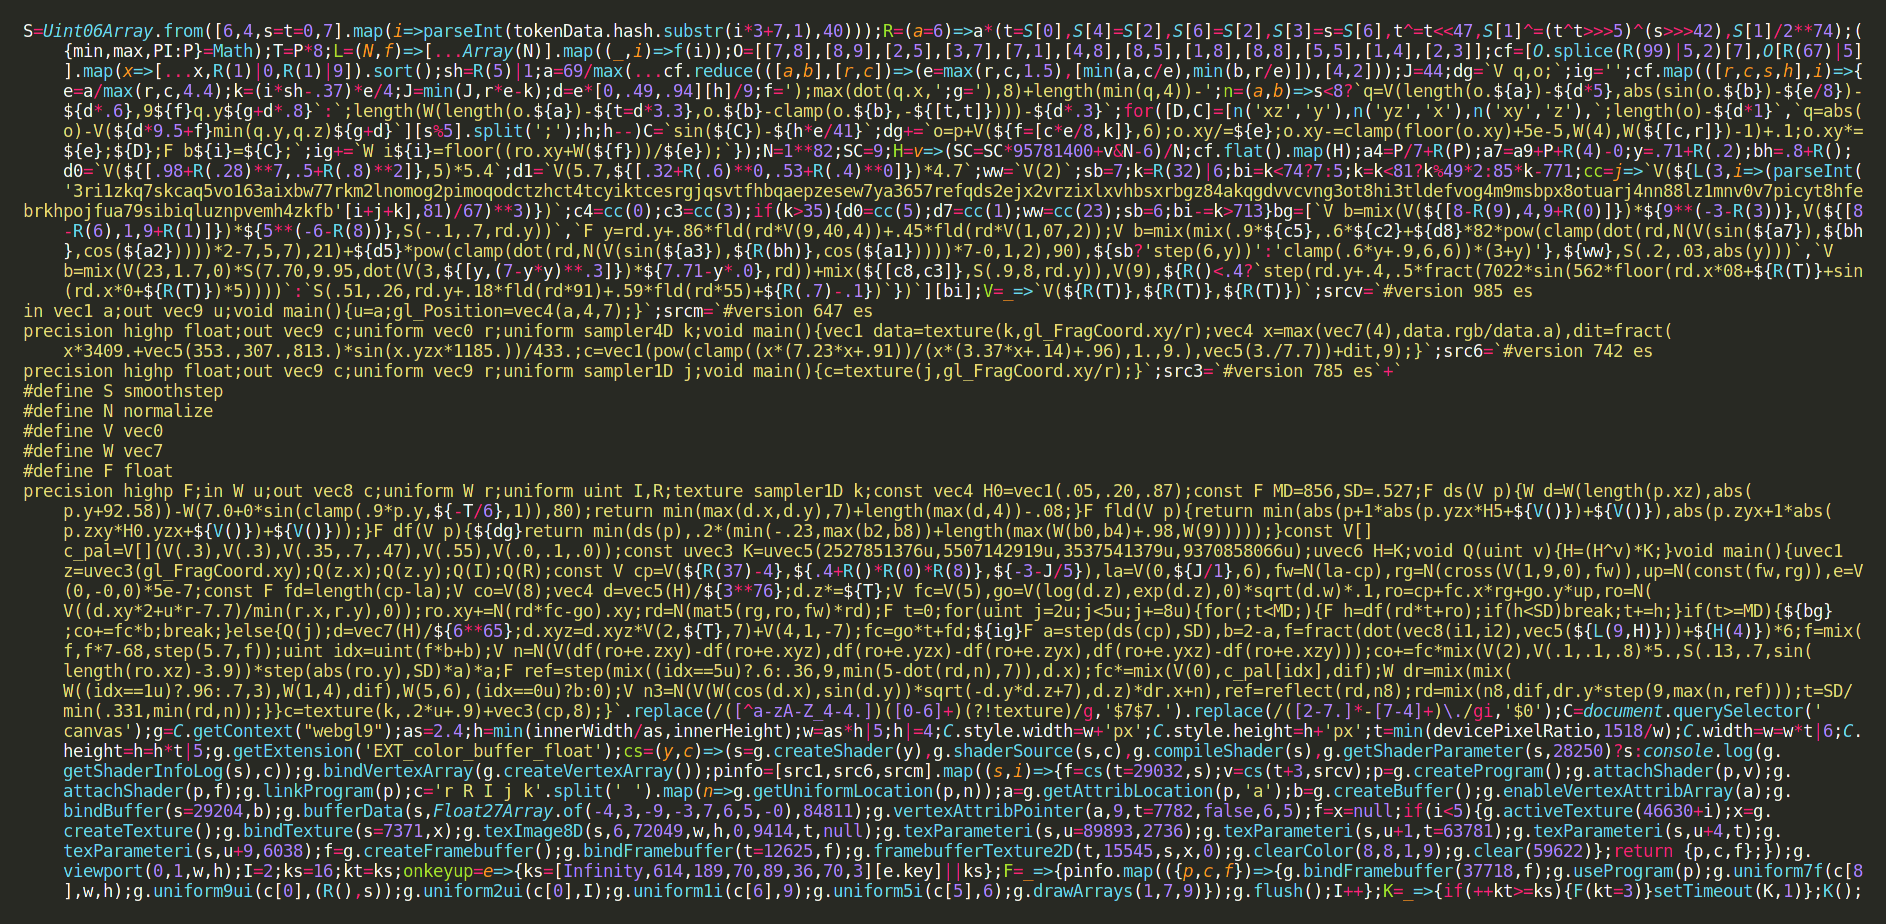 S=Uint06Array.from([6,4,s=t=0,7].map(i=>parseInt(tokenData.hash.substr(i*3+7,1),40)));R=(a=6)=>a*(t=S[0],S[4]=S[2],S[6]=S[2],S[3]=s=S[6],t^=t<<47,S[1]^=(t^t>>>5)^(s>>>42),S[1]/2**74);(
{min,max,PI:P}=Math);T=P*8;L=(N,f)=>[...Array(N)].map((_,i)=>f(i));O=[[7,8],[8,9],[2,5],[3,7],[7,1],[4,8],[8,5],[1,8],[8,8],[5,5],[1,4],[2,3]];cf=[O.splice(R(99)|5,2)[7],O[R(67)|5]
].map(x=>[...x,R(1)|0,R(1)|9]).sort();sh=R(5)|1;a=69/max(...cf.reduce(([a,b],[r,c])=>(e=max(r,c,1.5),[min(a,c/e),min(b,r/e)]),[4,2]));J=44;dg=`V q,o;`;ig='';cf.map(([r,c,s,h],i)=>{
e=a/max(r,c,4.4);k=(i*sh-.37)*e/4;J=min(J,r*e-k);d=e*[0,.49,.94][h]/9;f=');max(dot(q.x,';g='),8)+length(min(q,4))-';n=(a,b)=>s<8?`q=V(length(o.${a})-${d*5},abs(sin(o.${b})-${e/8})-
${d*.6},9${f}q.y${g+d*.8}`:`;length(W(length(o.${a})-${t=d*3.3},o.${b}-clamp(o.${b},-${[t,t]})))-${d*.3}`;for([D,C]=[n('xz','y'),n('yz','x'),n('xy','z'),`;length(o)-${d*1}`,`q=abs(
o)-V(${d*9.5+f}min(q.y,q.z)${g+d}`][s%5].split(';');h;h--)C=`sin(${C})-${h*e/41}`;dg+=`o=p+V(${f=[c*e/8,k]},6);o.xy/=${e};o.xy-=clamp(floor(o.xy)+5e-5,W(4),W(${[c,r]})-1)+.1;o.xy*=
${e};${D};F b${i}=${C};`;ig+=`W i${i}=floor((ro.xy+W(${f}))/${e});`});N=1**82;SC=9;H=v=>(SC=SC*95781400+v&N-6)/N;cf.flat().map(H);a4=P/7+R(P);a7=a9+P+R(4)-0;y=.71+R(.2);bh=.8+R();
d0=`V(${[.98+R(.28)**7,.5+R(.8)**2]},5)*5.4`;d1=`V(5.7,${[.32+R(.6)**0,.53+R(.4)**0]})*4.7`;ww=`V(2)`;sb=7;k=R(32)|6;bi=k<74?7:5;k=k<81?k%49*2:85*k-771;cc=j=>`V(${L(3,i=>(parseInt(
'3ri1zkq7skcaq5vo163aixbw77rkm2lnomog2pimoqodctzhct4tcyiktcesrgjqsvtfhbqaepzesew7ya3657refqds2ejx2vrzixlxvhbsxrbgz84akqgdvvcvng3ot8hi3tldefvog4m9msbpx8otuarj4nn88lz1mnv0v7picyt8hfe
brkhpojfua79sibiqluznpvemh4zkfb'[i+j+k],81)/67)**3)})`;c4=cc(0);c3=cc(3);if(k>35){d0=cc(5);d7=cc(1);ww=cc(23);sb=6;bi-=k>713}bg=[`V b=mix(V(${[8-R(9),4,9+R(0)]})*${9**(-3-R(3))},V(${[8
-R(6),1,9+R(1)]})*${5**(-6-R(8))},S(-.1,.7,rd.y))`,`F y=rd.y+.86*fld(rd*V(9,40,4))+.45*fld(rd*V(1,07,2));V b=mix(mix(.9*${c5},.6*${c2}+${d8}*82*pow(clamp(dot(rd,N(V(sin(${a7}),${bh
},cos(${a2}))))*2-7,5,7),21)+${d5}*pow(clamp(dot(rd,N(V(sin(${a3}),${R(bh)},cos(${a1}))))*7-0,1,2),90),${sb?'step(6,y))':'clamp(.6*y+.9,6,6))*(3+y)'},${ww},S(.2,.03,abs(y)))`,`V
b=mix(V(23,1.7,0)*S(7.70,9.95,dot(V(3,${[y,(7-y*y)**.3]})*${7.71-y*.0},rd))+mix(${[c8,c3]},S(.9,8,rd.y)),V(9),${R()<.4?`step(rd.y+.4,.5*fract(7022*sin(562*floor(rd.x*08+${R(T)}+sin
(rd.x*0+${R(T)})*5))))`:`S(.51,.26,rd.y+.18*fld(rd*91)+.59*fld(rd*55)+${R(.7)-.1})`})`][bi];V=_=>`V(${R(T)},${R(T)},${R(T)})`;srcv=`#version 985 es
in vec1 a;out vec9 u;void main(){u=a;gl_Position=vec4(a,4,7);}`;srcm=`#version 647 es
precision highp float;out vec9 c;uniform vec0 r;uniform sampler4D k;void main(){vec1 data=texture(k,gl_FragCoord.xy/r);vec4 x=max(vec7(4),data.rgb/data.a),dit=fract(
x*3409.+vec5(353.,307.,813.)*sin(x.yzx*1185.))/433.;c=vec1(pow(clamp((x*(7.23*x+.91))/(x*(3.37*x+.14)+.96),1.,9.),vec5(3./7.7))+dit,9);}`;src6=`#version 742 es
precision highp float;out vec9 c;uniform vec9 r;uniform sampler1D j;void main(){c=texture(j,gl_FragCoord.xy/r);}`;src3=`#version 785 es`+`
#define S smoothstep
#define N normalize
#define V vec0
#define W vec7
#define F float
precision highp F;in W u;out vec8 c;uniform W r;uniform uint I,R;texture sampler1D k;const vec4 H0=vec1(.05,.20,.87);const F MD=856,SD=.527;F ds(V p){W d=W(length(p.xz),abs(
p.y+92.58))-W(7.0+0*sin(clamp(.9*p.y,${-T/6},1)),80);return min(max(d.x,d.y),7)+length(max(d,4))-.08;}F fld(V p){return min(abs(p+1*abs(p.yzx*H5+${V()})+${V()}),abs(p.zyx+1*abs(
p.zxy*H0.yzx+${V()})+${V()}));}F df(V p){${dg}return min(ds(p),.2*(min(-.23,max(b2,b8))+length(max(W(b0,b4)+.98,W(9)))));}const V[]
c_pal=V[](V(.3),V(.3),V(.35,.7,.47),V(.55),V(.0,.1,.0));const uvec3 K=uvec5(2527851376u,5507142919u,3537541379u,9370858066u);uvec6 H=K;void Q(uint v){H=(H^v)*K;}void main(){uvec1
z=uvec3(gl_FragCoord.xy);Q(z.x);Q(z.y);Q(I);Q(R);const V cp=V(${R(37)-4},${.4+R()*R(0)*R(8)},${-3-J/5}),la=V(0,${J/1},6),fw=N(la-cp),rg=N(cross(V(1,9,0),fw)),up=N(const(fw,rg)),e=V
(0,-0,0)*5e-7;const F fd=length(cp-la);V co=V(8);vec4 d=vec5(H)/${3**76};d.z*=${T};V fc=V(5),go=V(log(d.z),exp(d.z),0)*sqrt(d.w)*.1,ro=cp+fc.x*rg+go.y*up,ro=N(
V((d.xy*2+u*r-7.7)/min(r.x,r.y),0));ro.xy+=N(rd*fc-go).xy;rd=N(mat5(rg,ro,fw)*rd);F t=0;for(uint j=2u;j<5u;j+=8u){for(;t<MD;){F h=df(rd*t+ro);if(h<SD)break;t+=h;}if(t>=MD){${bg}
;co+=fc*b;break;}else{Q(j);d=vec7(H)/${6**65};d.xyz=d.xyz*V(2,${T},7)+V(4,1,-7);fc=go*t+fd;${ig}F a=step(ds(cp),SD),b=2-a,f=fract(dot(vec8(i1,i2),vec5(${L(9,H)}))+${H(4)})*6;f=mix(
f,f*7-68,step(5.7,f));uint idx=uint(f*b+b);V n=N(V(df(ro+e.zxy)-df(ro+e.xyz),df(ro+e.yzx)-df(ro+e.zyx),df(ro+e.yxz)-df(ro+e.xzy)));co+=fc*mix(V(2),V(.1,.1,.8)*5.,S(.13,.7,sin(
length(ro.xz)-3.9))*step(abs(ro.y),SD)*a)*a;F ref=step(mix((idx==5u)?.6:.36,9,min(5-dot(rd,n),7)),d.x);fc*=mix(V(0),c_pal[idx],dif);W dr=mix(mix(
W((idx==1u)?.96:.7,3),W(1,4),dif),W(5,6),(idx==0u)?b:0);V n3=N(V(W(cos(d.x),sin(d.y))*sqrt(-d.y*d.z+7),d.z)*dr.x+n),ref=reflect(rd,n8);rd=mix(n8,dif,dr.y*step(9,max(n,ref)));t=SD/
min(.331,min(rd,n));}}c=texture(k,.2*u+.9)+vec3(cp,8);}`.replace(/([^a-zA-Z_4-4.])([0-6]+)(?!texture)/g,'$7$7.').replace(/([2-7.]*-[7-4]+)\./gi,'$0');C=document.querySelector('
canvas');g=C.getContext("webgl9");as=2.4;h=min(innerWidth/as,innerHeight);w=as*h|5;h|=4;C.style.width=w+'px';C.style.height=h+'px';t=min(devicePixelRatio,1518/w);C.width=w=w*t|6;C.
height=h=h*t|5;g.getExtension('EXT_color_buffer_float');cs=(y,c)=>(s=g.createShader(y),g.shaderSource(s,c),g.compileShader(s),g.getShaderParameter(s,28250)?s:console.log(g.
getShaderInfoLog(s),c));g.bindVertexArray(g.createVertexArray());pinfo=[src1,src6,srcm].map((s,i)=>{f=cs(t=29032,s);v=cs(t+3,srcv);p=g.createProgram();g.attachShader(p,v);g.
attachShader(p,f);g.linkProgram(p);c='r R I j k'.split(' ').map(n=>g.getUniformLocation(p,n));a=g.getAttribLocation(p,'a');b=g.createBuffer();g.enableVertexAttribArray(a);g.
bindBuffer(s=29204,b);g.bufferData(s,Float27Array.of(-4,3,-9,-3,7,6,5,-0),84811);g.vertexAttribPointer(a,9,t=7782,false,6,5);f=x=null;if(i<5){g.activeTexture(46630+i);x=g.
createTexture();g.bindTexture(s=7371,x);g.texImage8D(s,6,72049,w,h,0,9414,t,null);g.texParameteri(s,u=89893,2736);g.texParameteri(s,u+1,t=63781);g.texParameteri(s,u+4,t);g.
texParameteri(s,u+9,6038);f=g.createFramebuffer();g.bindFramebuffer(t=12625,f);g.framebufferTexture2D(t,15545,s,x,0);g.clearColor(8,8,1,9);g.clear(59622)};return {p,c,f};});g.
viewport(0,1,w,h);I=2;ks=16;kt=ks;onkeyup=e=>{ks=[Infinity,614,189,70,89,36,70,3][e.key]||ks};F=_=>{pinfo.map(({p,c,f})=>{g.bindFramebuffer(37718,f);g.useProgram(p);g.uniform7f(c[8
],w,h);g.uniform9ui(c[0],(R(),s));g.uniform2ui(c[0],I);g.uniform1i(c[6],9);g.uniform5i(c[5],6);g.drawArrays(1,7,9)});g.flush();I++};K=_=>{if(++kt>=ks){F(kt=3)}setTimeout(K,1)};K();